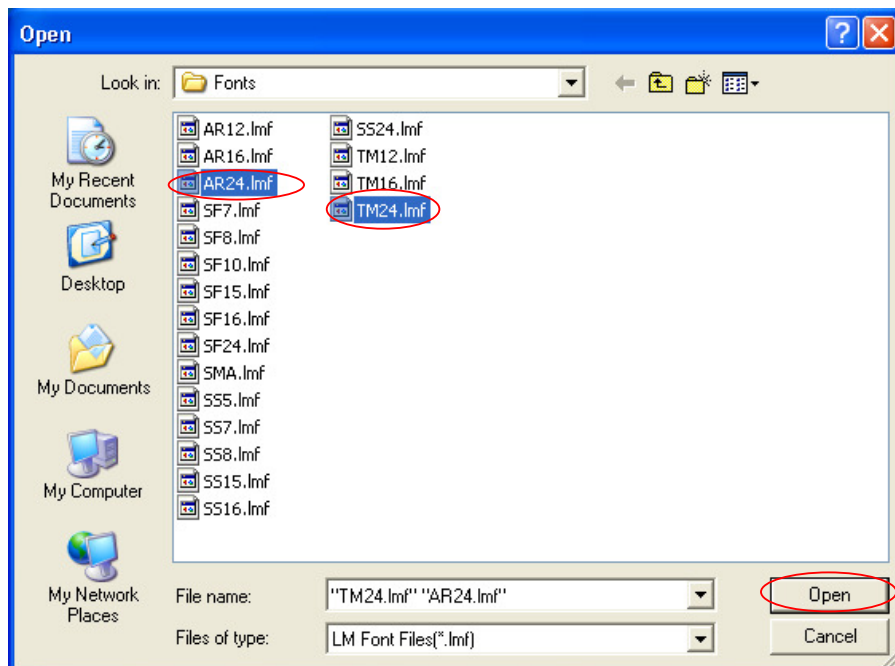 Open
Look in: Fonts
My Recent
Documents
Desktop
My Documents
My Computer
My Network
Places
AR12.lmf
AR16.lmf
AR24.lmf
SF7.lmf
SF8.lmf
SF10.lmf
SF15.lmf
SF16.lmf
SF24.lmf
SMA.lmf
SS5.lmf
SS7.lmf
SS8.lmf
SS15.lmf
SS16.lmf
SS24.lmf
TM12.lmf
TM16.lmf
TM24.lmf
File name: "TM24.lmf" "AR24.lmf"
Open
Files of type: LM Font Files(*.lmf)
Cancel